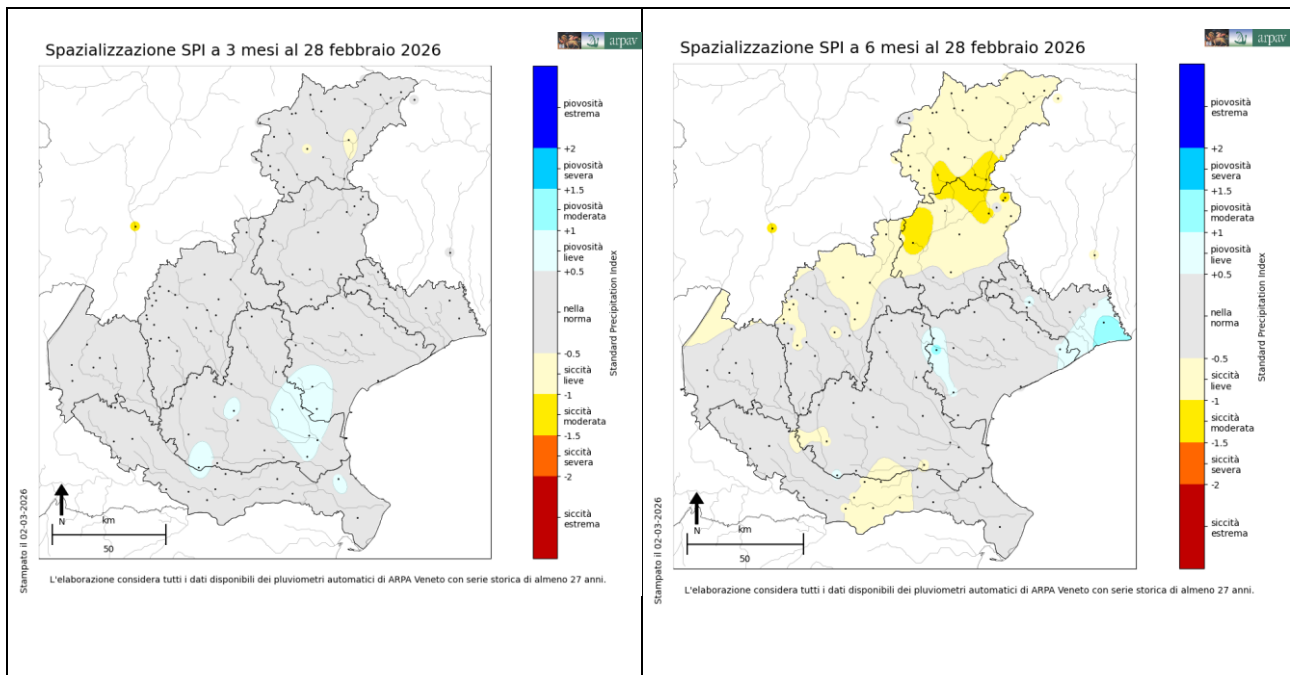 Spazializzazione SPI a 3 mesi al 28 febbraio 2026
arpav
piovosità
estrema
+2
piovosità
severa
+1.5
piovosità
moderata
+1
piovosità
lieve
+0.5
nella
norma
-0.5
siccità
lieve
-1
siccità
moderata
-1.5
siccità
severa
-2
siccità
estrema
Standard Precipitation Index
Stampato il 02-03-2026
N
km
50
L'elaborazione considera tutti i dati disponibili dei pluviometri automatici di ARPA Veneto con serie storica di almeno 27 anni.
Spazializzazione SPI a 6 mesi al 28 febbraio 2026
arpav
piovosità
estrema
+2
piovosità
severa
+1.5
piovosità
moderata
+1
piovosità
lieve
+0.5
nella
norma
-0.5
siccità
lieve
-1
siccità
moderata
-1.5
siccità
severa
-2
siccità
estrema
Standard Precipitation Index
Stampato il 02-03-2026
N
km
50
L'elaborazione considera tutti i dati disponibili dei pluviometri automatici di ARPA Veneto con serie storica di almeno 27 anni.